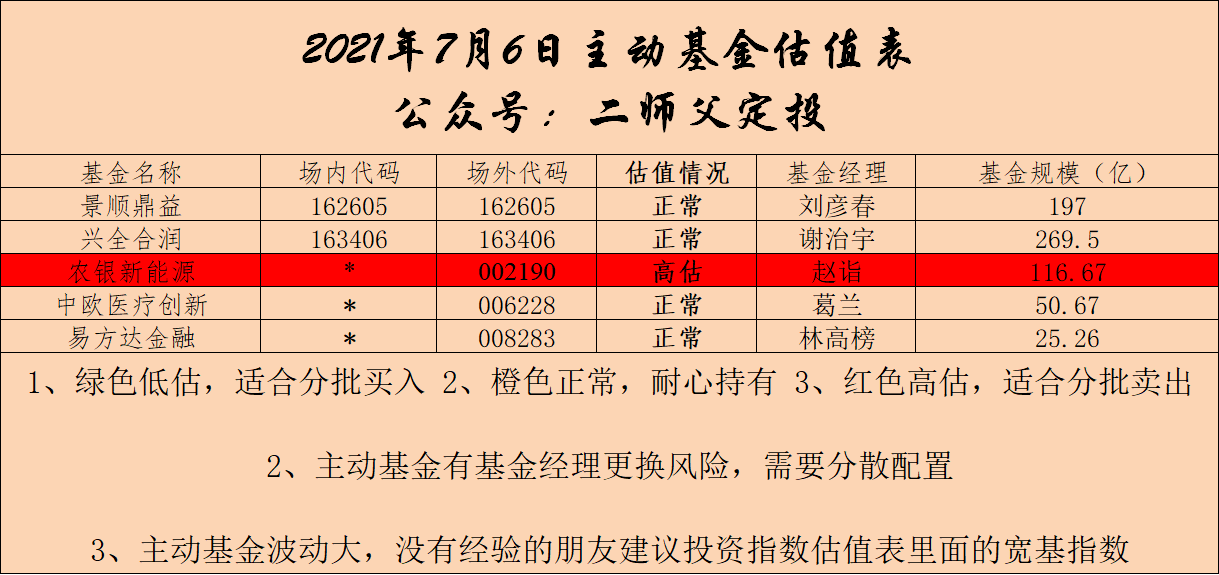 2021年7月6日主动基金估值表
公众号：二师父定投
基金名称 场内代码 场外代码 估值情况 基金经理 基金规模（亿）
景顺鼎益 162605 162605 正常 刘彦春 197
兴全合润 163406 163406 正常 谢治宇 269.5
农银新能源 * 002190 高估 赵诣 116.67
中欧医疗创新 * 006228 正常 葛兰 50.67
易方达金融 * 008283 正常 林高榜 25.26
1、绿色低估，适合分批买入 2、橙色正常，耐心持有 3、红色高估，适合分批卖出
2、主动基金有基金经理更换风险，需要分散配置
3、主动基金波动大，没有经验的朋友建议投资指数估值表里面的宽基指数